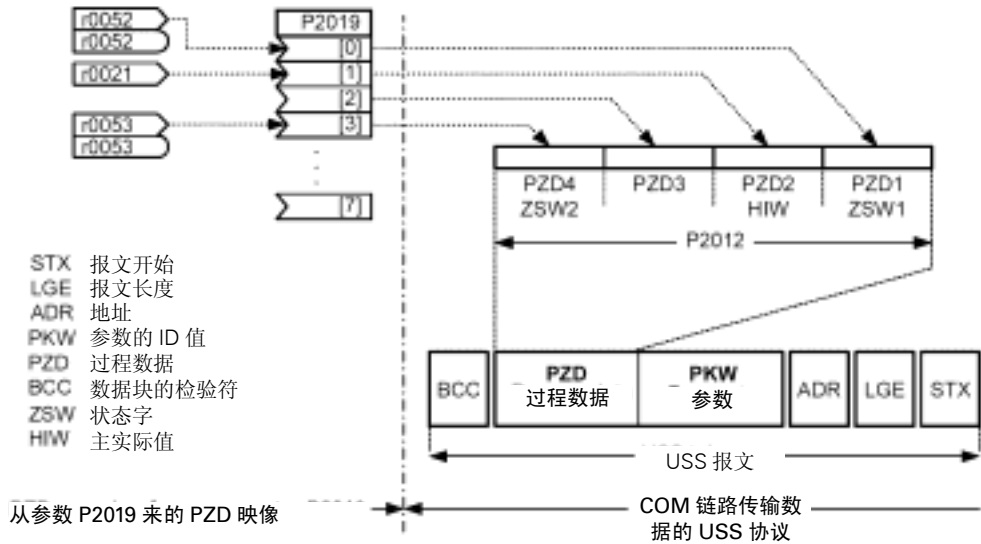 r0052
r0052
r0021
r0053
r0053
P2019
[0]
[1]
[2]
[3]
[7]
PZD4 PZD3 PZD2 PZD1
ZSW2 HIW ZSW1
P2012
STX 报文开始
LGE 报文长度
ADR 地址
PKW 参数的 ID 值
PZD 过程数据
BCC 数据块的检验符
ZSW 状态字
HIW 主实际值
BCC
PZD
过程数据
PKW
参数
ADR
LGE
STX
USS 报文
从参数 P2019 来的 PZD 映像
COM 链路传输数
据的 USS 协议